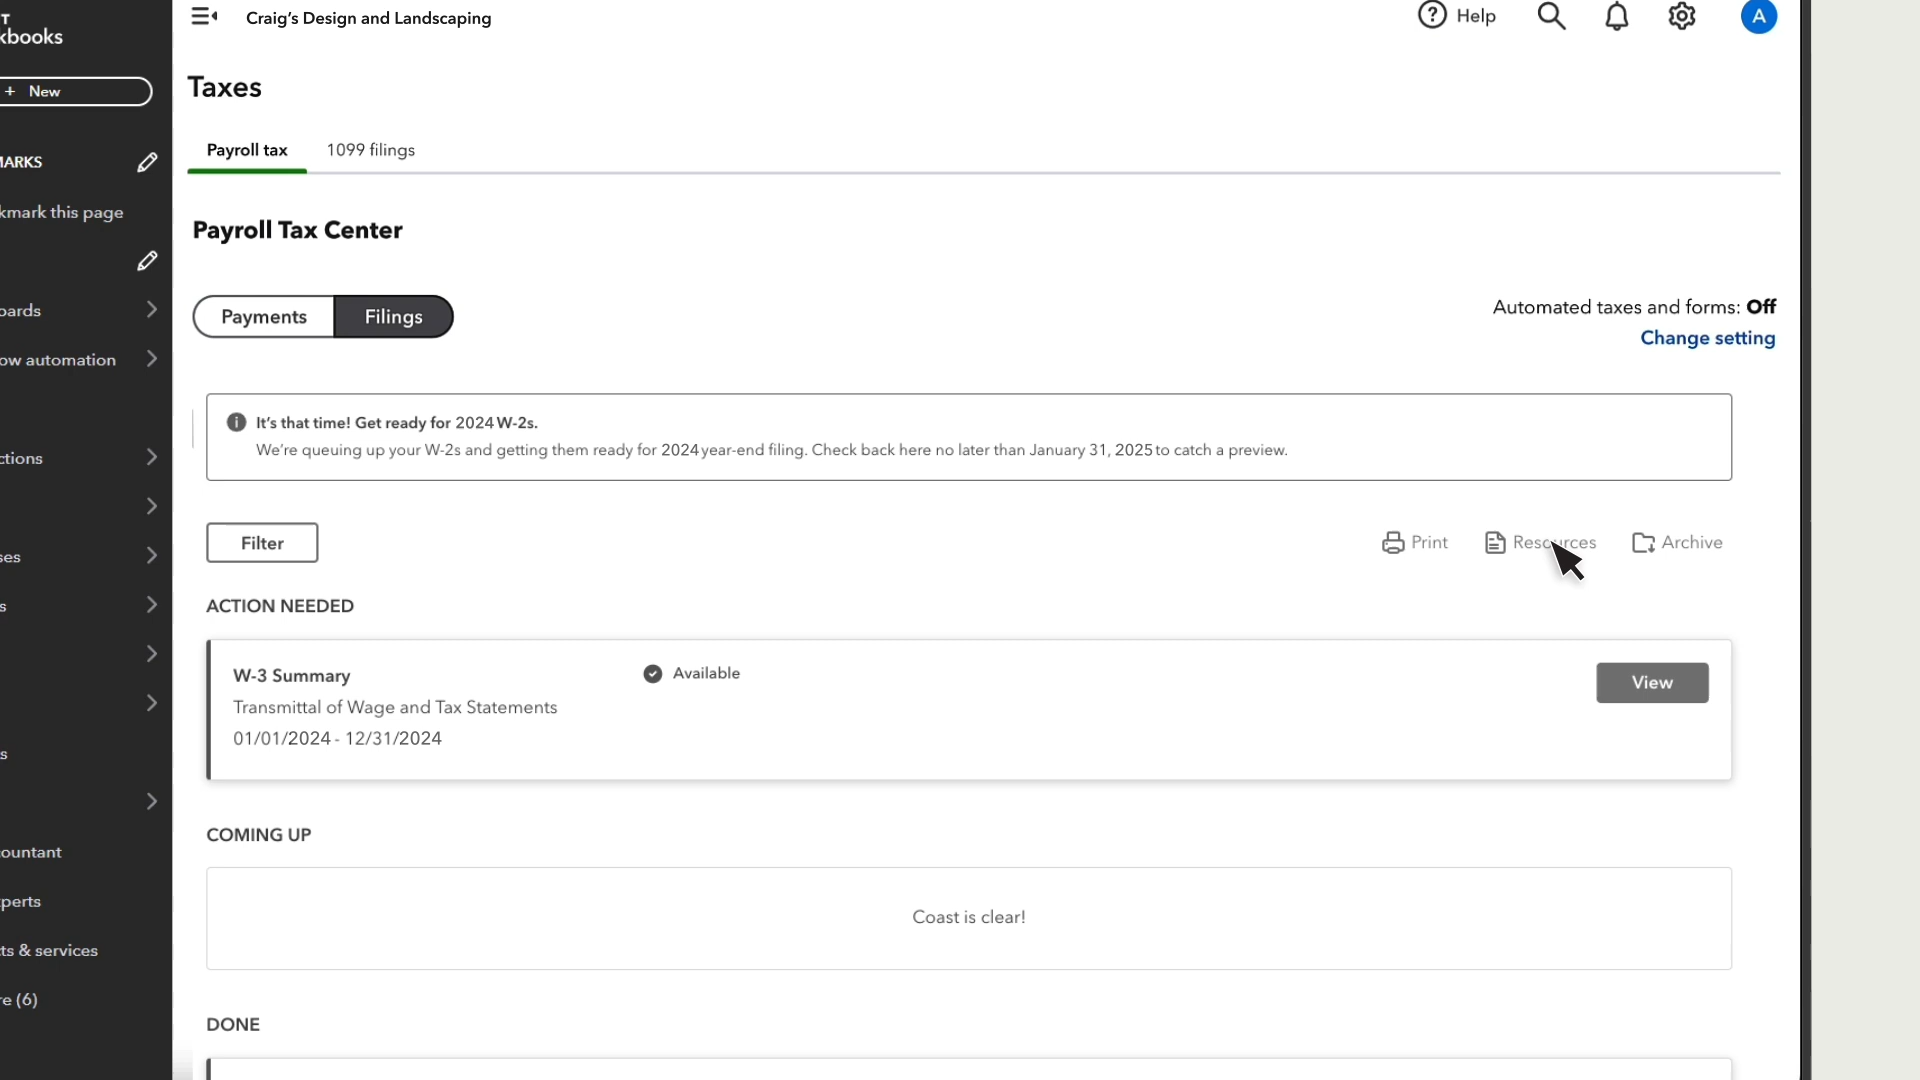 Craig's Design and Landscaping
Help
A
kbooks
+ New
Taxes
Payroll tax
1099 filings
MARKS
kmark this page
Payroll Tax Center
oards
Payments
Filings
Automated taxes and forms: Off
Change setting
ow automation
It's that time! Get ready for 2024 W-2s.
We're queuing up your W-2s and getting them ready for 2024 year-end filing. Check back here no later than January 31, 2025 to catch a preview.
ctions
Filter
Print
Resources
Archive
ses
s
ACTION NEEDED
W-3 Summary
Available
View
Transmittal of Wage and Tax Statements
01/01/2024 - 12/31/2024
s
COMING UP
countant
perts
Coast is clear!
ts & services
re (6)
DONE